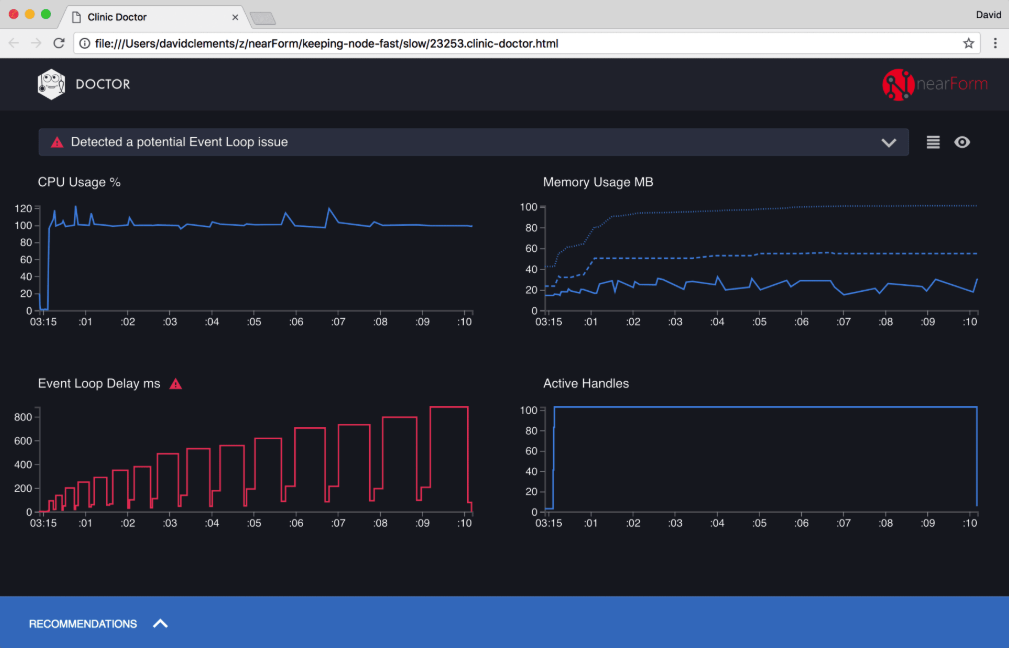 Clinic Doctor
David
file:///Users/davidclements/z/nearForm/keeping-node-fast/slow/23253.clinic-doctor.html
DOCTOR
nearForm
Detected a potential Event Loop issue
CPU Usage %
120
100
80
60
40
20
0
03:15 :01 :02 :03 :04 :05 :06 :07 :08 :09 :10
Memory Usage MB
100
80
60
40
20
0
03:15 :01 :02 :03 :04 :05 :06 :07 :08 :09 :10
Event Loop Delay ms
800
600
400
200
0
03:15 :01 :02 :03 :04 :05 :06 :07 :08 :09 :10
Active Handles
100
80
60
40
20
0
03:15 :01 :02 :03 :04 :05 :06 :07 :08 :09 :10
RECOMMENDATIONS